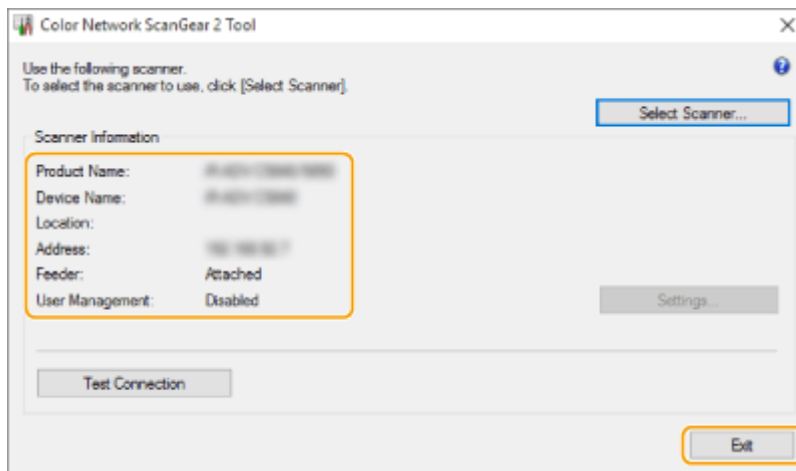 Color Network ScanGear 2 Tool
Use the following scanner.
To select the scanner to use, click [Select Scanner].
Select Scanner...
Scanner Information
Product Name:
Device Name:
Location:
Address:
Feeder: Attached
User Management: Disabled
Settings...
Test Connection
Exit